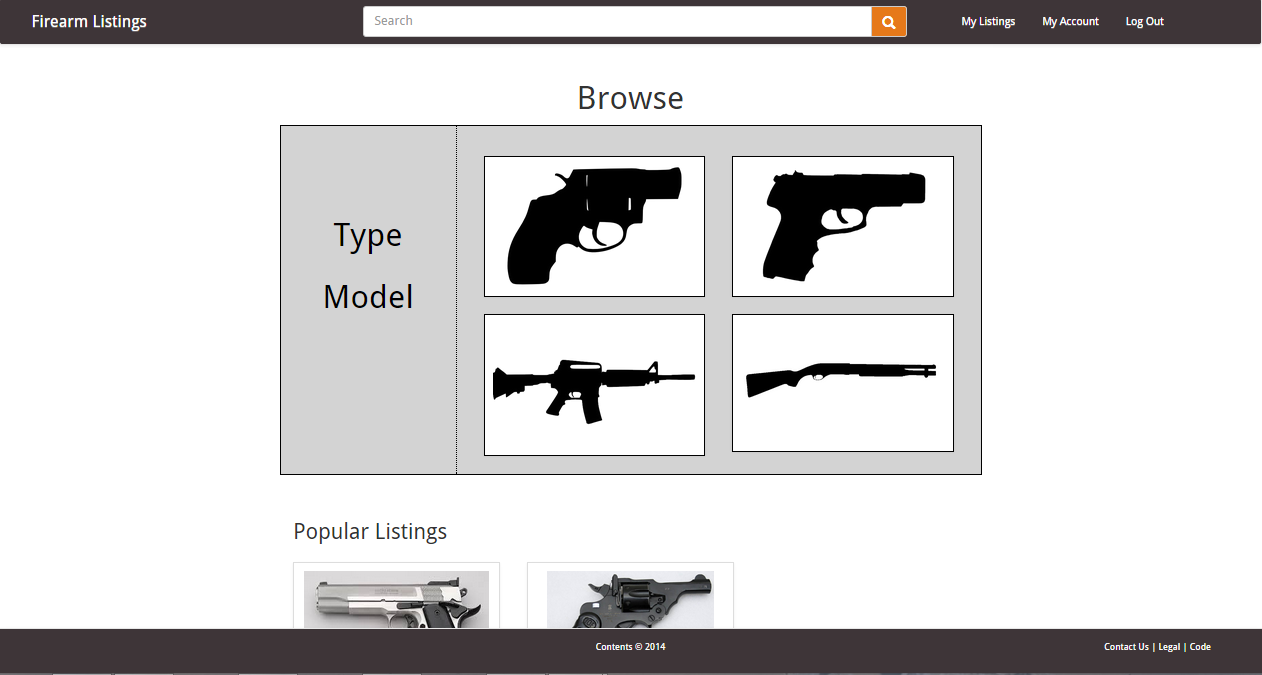 Firearm Listings
Search
My Listings
My Account
Log Out
Browse
Type
Model
Popular Listings
Contents © 2014
Contact Us | Legal | Code